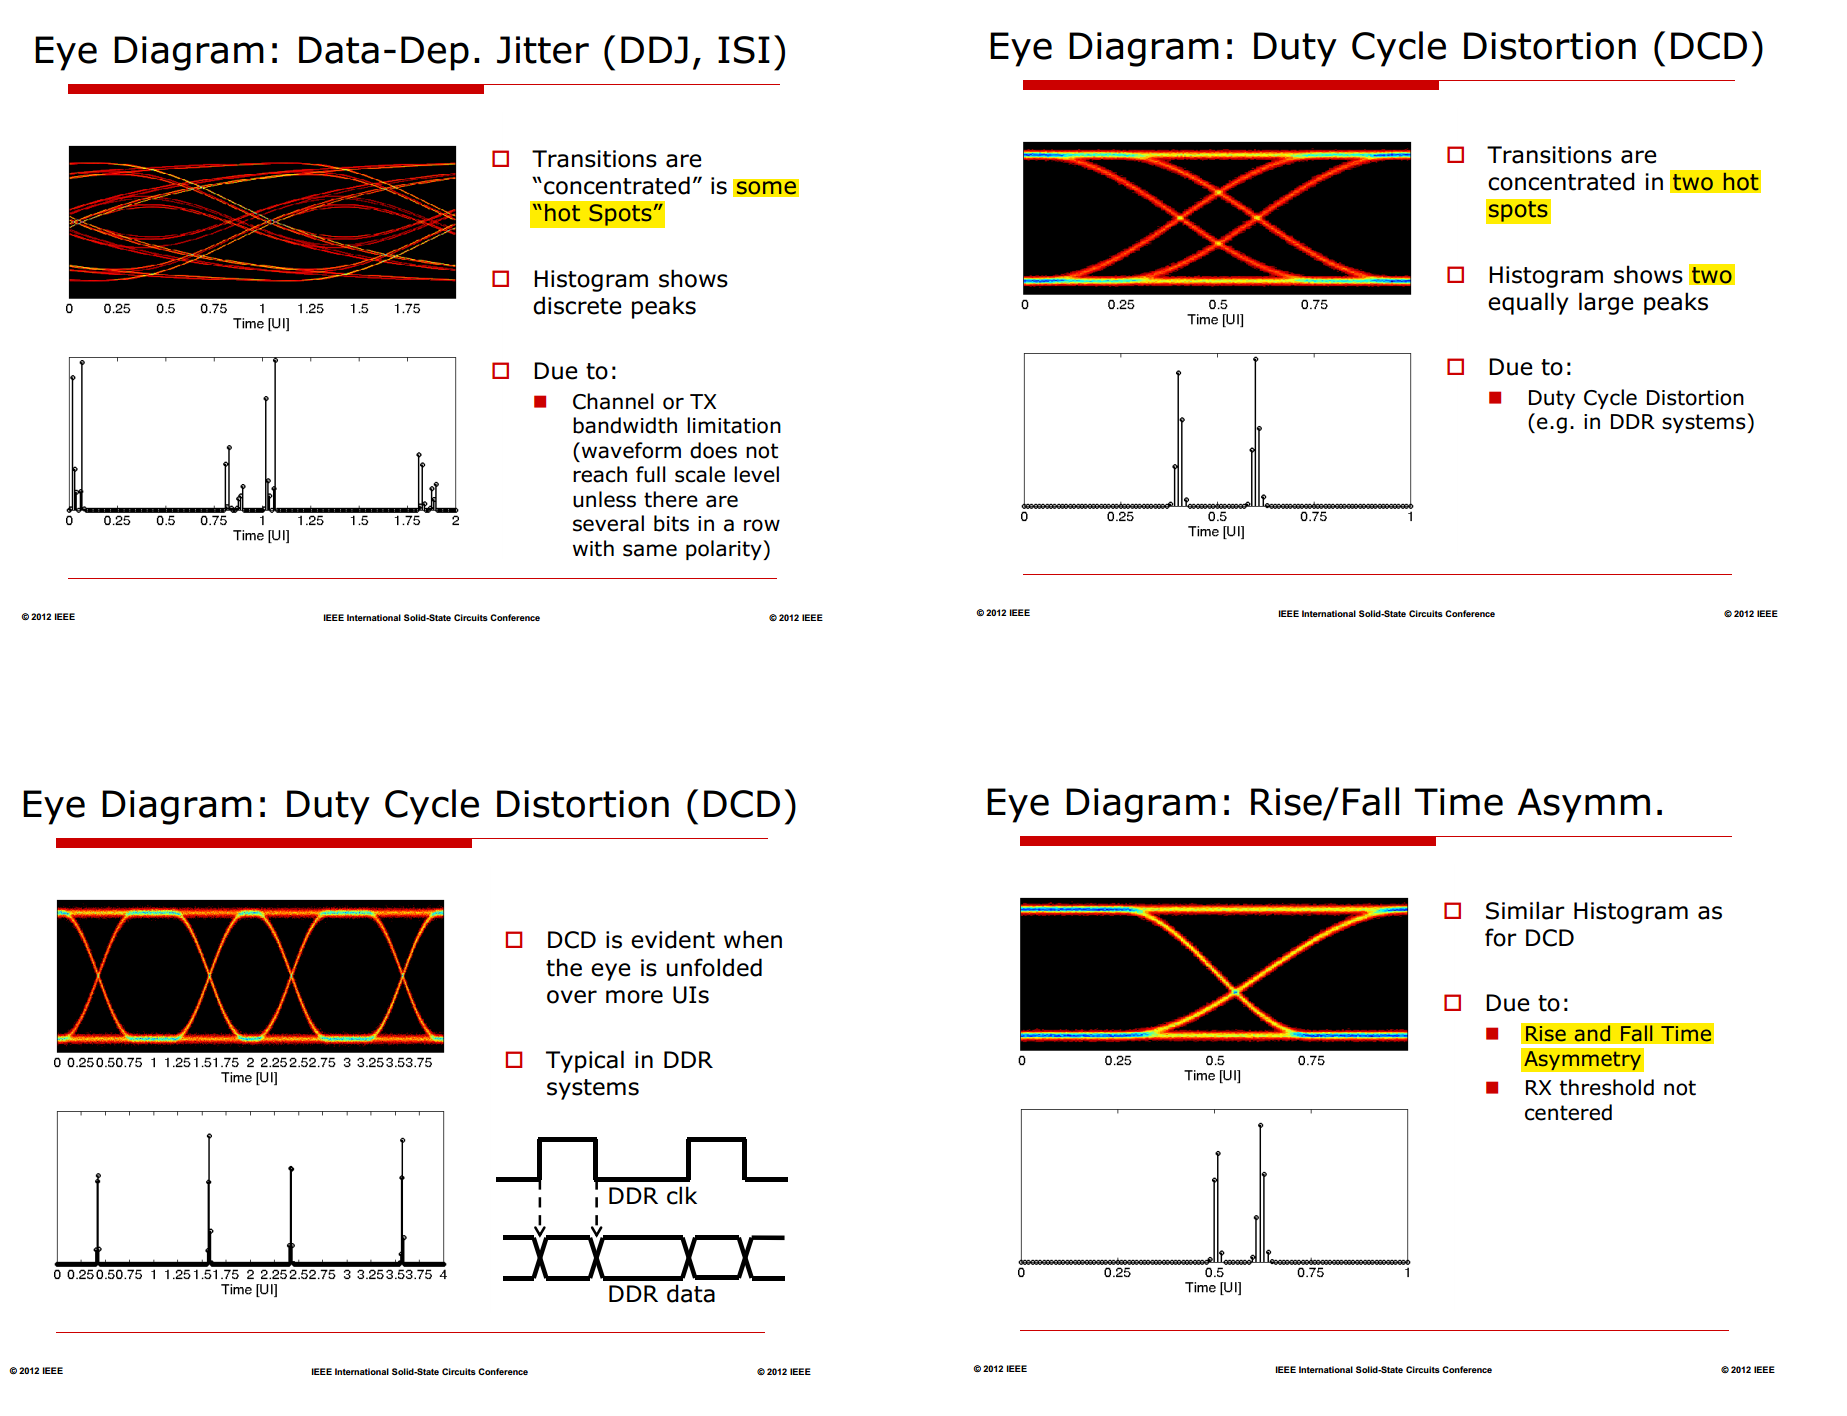 Eye Diagram: Data-Dep. Jitter (DDJ, ISI)
0 0.25 0.5 0.75 1 1.25 1.5 1.75
Time [UI]
0 0.25 0.5 0.75 1 1.25 1.5 1.75 2
Time [UI]
Transitions are
“concentrated” is some
“hot Spots”
Histogram shows
discrete peaks
Due to:
Channel or TX
bandwidth limitation
(waveform does not
reach full scale level
unless there are
several bits in a row
with same polarity)
© 2012 IEEE
IEEE International Solid-State Circuits Conference
© 2012 IEEE
Eye Diagram: Duty Cycle Distortion (DCD)
0 0.25 0.5 0.75
Time [UI]
0 0.25 0.5 0.75 1
Time [UI]
Transitions are
concentrated in two hot
spots
Histogram shows two
equally large peaks
Due to:
Duty Cycle Distortion
(e.g. in DDR systems)
© 2012 IEEE
IEEE International Solid-State Circuits Conference
© 2012 IEEE
Eye Diagram: Duty Cycle Distortion (DCD)
0 0.25 0.5 0.75 1 1.25 1.5 1.75 2 2.25 2.5 2.75 3 3.25 3.5 3.75
Time [UI]
0 0.25 0.5 0.75 1 1.25 1.5 1.75 2 2.25 2.5 2.75 3 3.25 3.5 3.75 4
Time [UI]
DCD is evident when
the eye is unfolded
over more UIs
Typical in DDR
systems
DDR clk
DDR data
© 2012 IEEE
IEEE International Solid-State Circuits Conference
© 2012 IEEE
Eye Diagram: Rise/Fall Time Asymm.
0 0.25 0.5 0.75
Time [UI]
0 0.25 0.5 0.75 1
Time [UI]
Similar Histogram as
for DCD
Due to:
Rise and Fall Time
Asymmetry
RX threshold not
centered
© 2012 IEEE
IEEE International Solid-State Circuits Conference
© 2012 IEEE